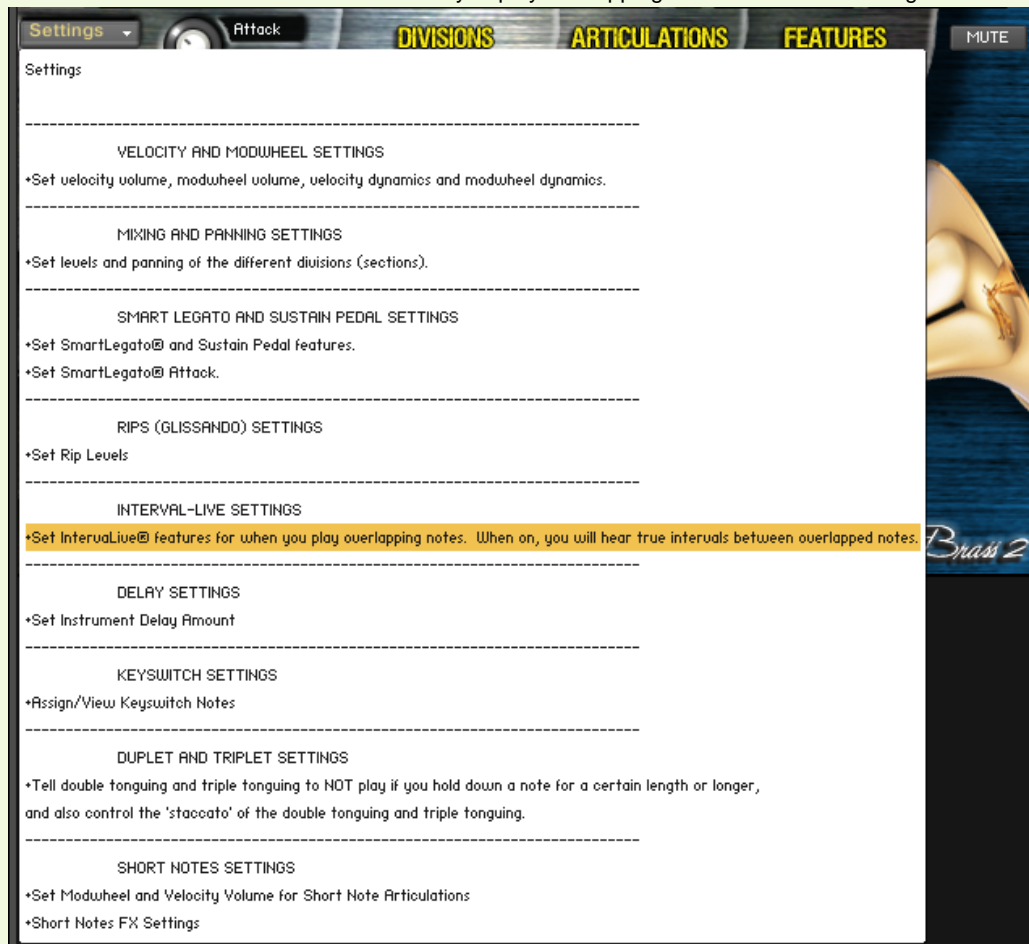 Settings
Attack
DIVISIONS
ARTICULATIONS
FEATURES
MUTE
Settings
VELOCITY AND MODWHEEL SETTINGS
+Set velocity volume, modwheel volume, velocity dynamics and modwheel dynamics.
MIXING AND PANNING SETTINGS
+Set levels and panning of the different divisions (sections).
SMART LEGATO AND SUSTAIN PEDAL SETTINGS
+Set SmartLegato® and Sustain Pedal features.
+Set SmartLegato® Attack.
RIPS (GLISSANDO) SETTINGS
+Set Rip Levels
INTERVAL-LIVE SETTINGS
+Set IntervaLive® features for when you play overlapping notes.  When on, you will hear true intervals between overlapped notes.
Brass 2
DELAY SETTINGS
+Set Instrument Delay Amount
KEYSWITCH SETTINGS
+Assign/View Keyswitch Notes
DUPLET AND TRIPLET SETTINGS
+Tell double tonguing and triple tonguing to NOT play if you hold down a note for a certain length or longer,
and also control the 'staccato' of the double tonguing and triple tonguing.
SHORT NOTES SETTINGS
+Set Modwheel and Velocity Volume for Short Note Articulations
+Short Notes FX Settings